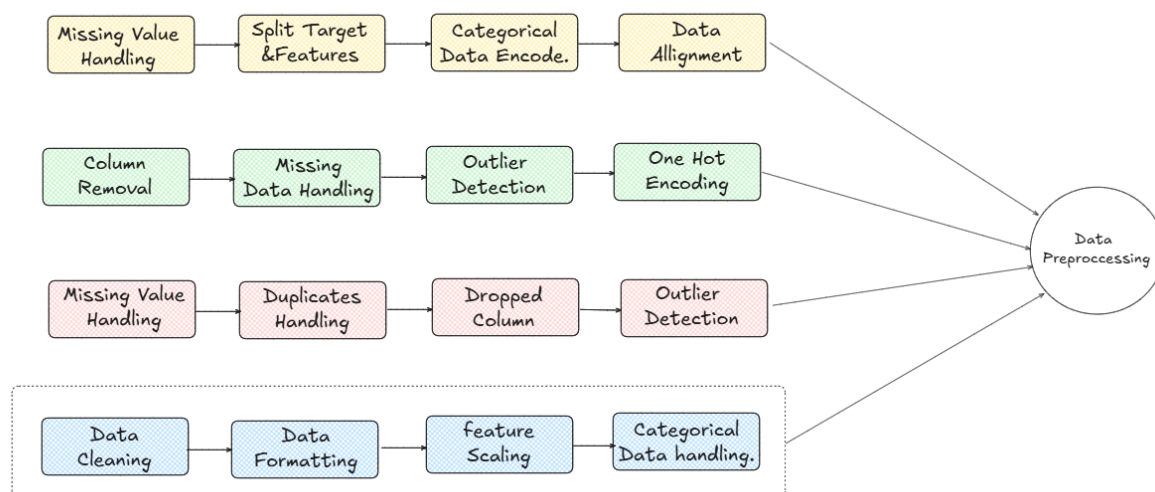 Missing Value
Handling
Split Target
&Features
Categorical
Data Encode.
Data
Allignment
Column
Removal
Missing
Data Handling
Outlier
Detection
One Hot
Encoding
Data
Preproccessing
Missing Value
Handling
Duplicates
Handling
Dropped
Column
Outlier
Detection
Data
Cleaning
Data
Formatting
feature
Scaling
Categorical
Data handling.